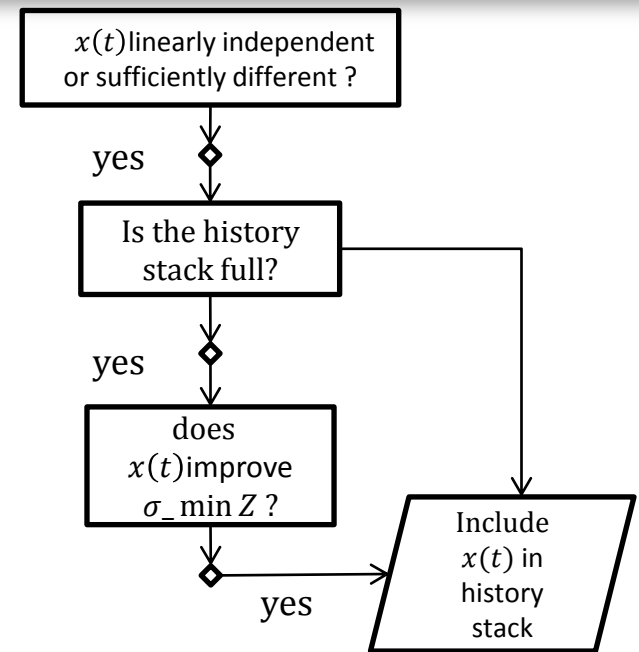 x(t)linearly independent
or sufficiently different ?
yes
Is the history
stack full?
yes
does
x(t)improve
σ_ min Z ?
yes
Include
x(t) in
history
stack